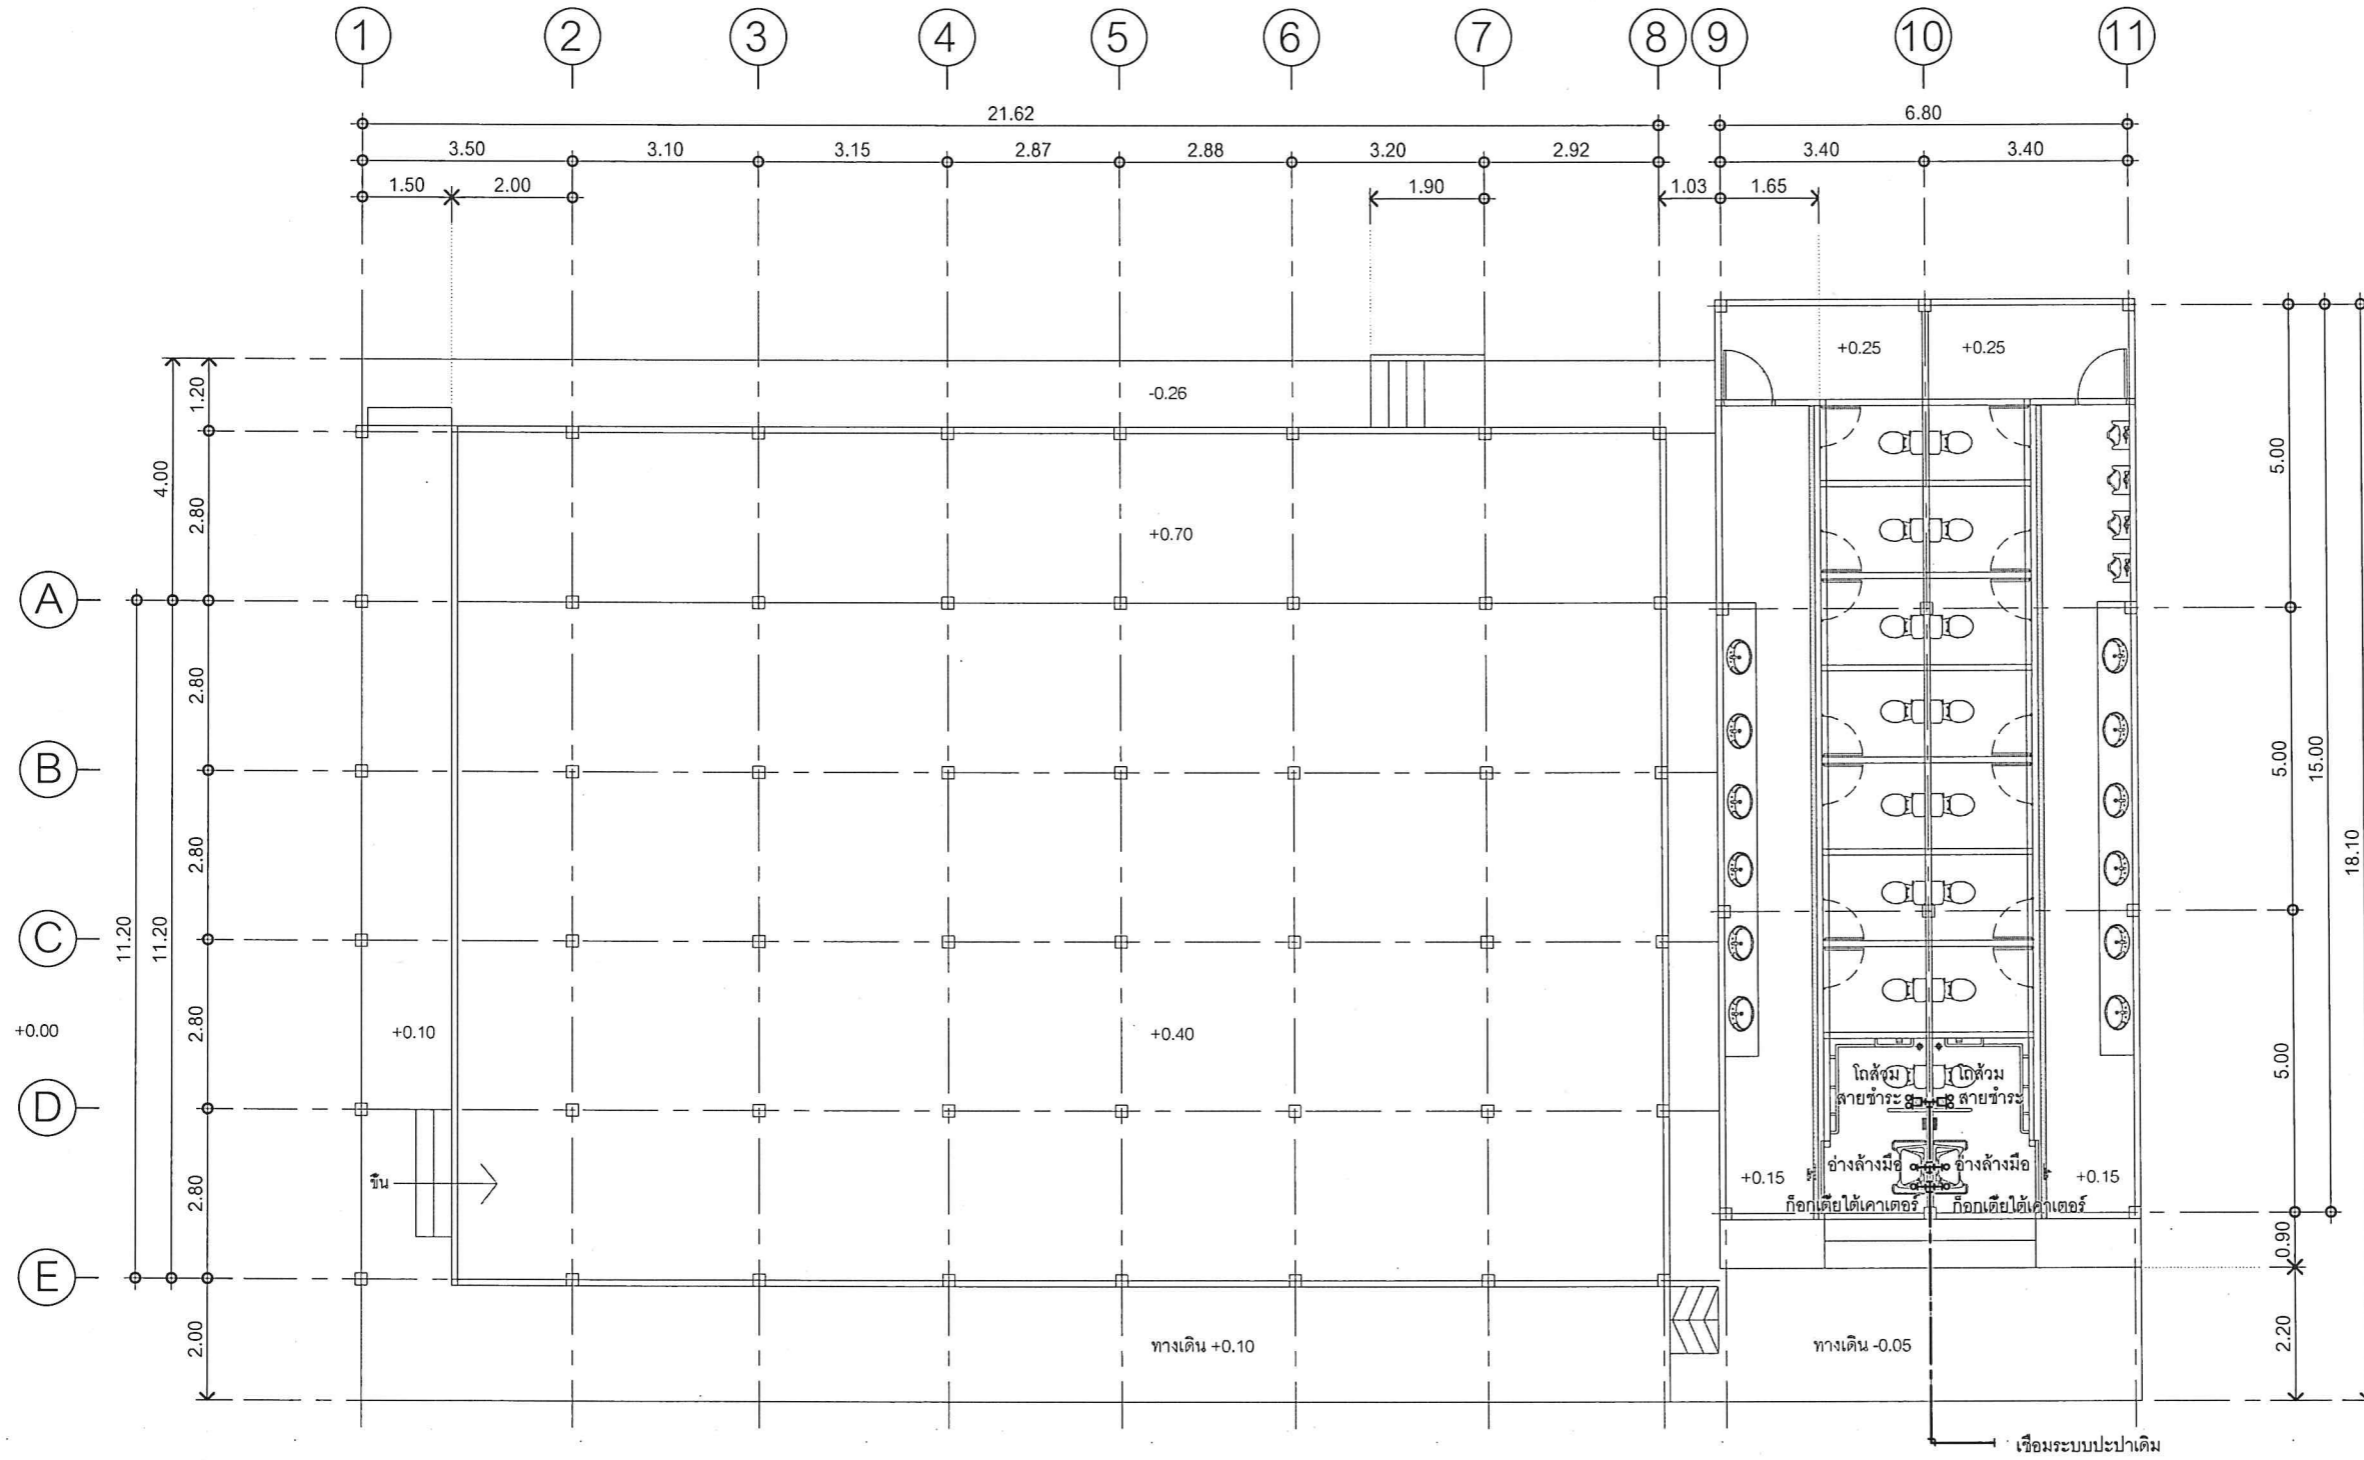 1 2 3 4 5 6 7 8 9 10 11
21.62 6.80
3.50 3.10 3.15 2.87 2.88 3.20 2.92 3.40 3.40
1.50 2.00 1.90 1.03 1.65
+0.25 +0.25
1.20
-0.26
4.00
2.80
5.00
+0.70
A
2.80
B
5.00
15.00
2.80
18.10
C
11.20
11.20
+0.00
2.80
+0.10
+0.40
5.00
โถส้วม โถส้วม
สายชำระ สายชำระ
D
อ่างล้างมือ อ่างล้างมือ
+0.15 +0.15
ขึ้น
2.80
ก็อกเตี้ยใต้เคาเตอร์ ก็อกเตี้ยใต้เคาเตอร์
0.90
E
2.00
2.20
ทางเดิน +0.10
ทางเดิน -0.05
เชื่อมระบบปะปาเดิม